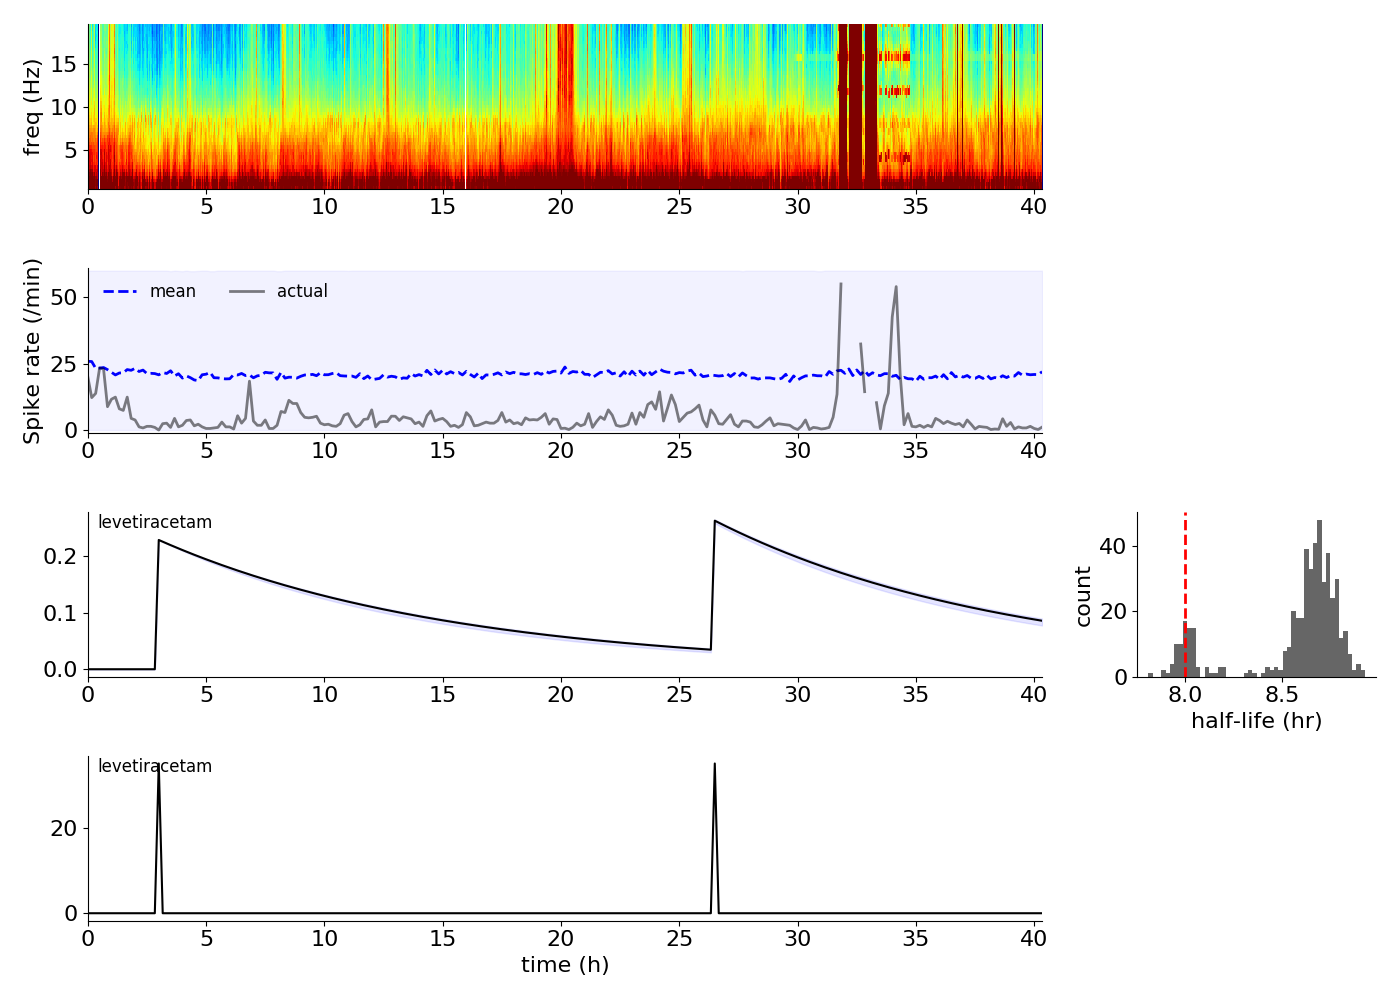 freq (Hz)
15
10
5
0 5 10 15 20 25 30 35 40
Spike rate (/min)
50
25
0
mean actual
0 5 10 15 20 25 30 35 40
levetiracetam
0.2
0.1
0.0
0 5 10 15 20 25 30 35 40
count
40
20
0
8.0 8.5
half-life (hr)
levetiracetam
20
0
0 5 10 15 20 25 30 35 40
time (h)